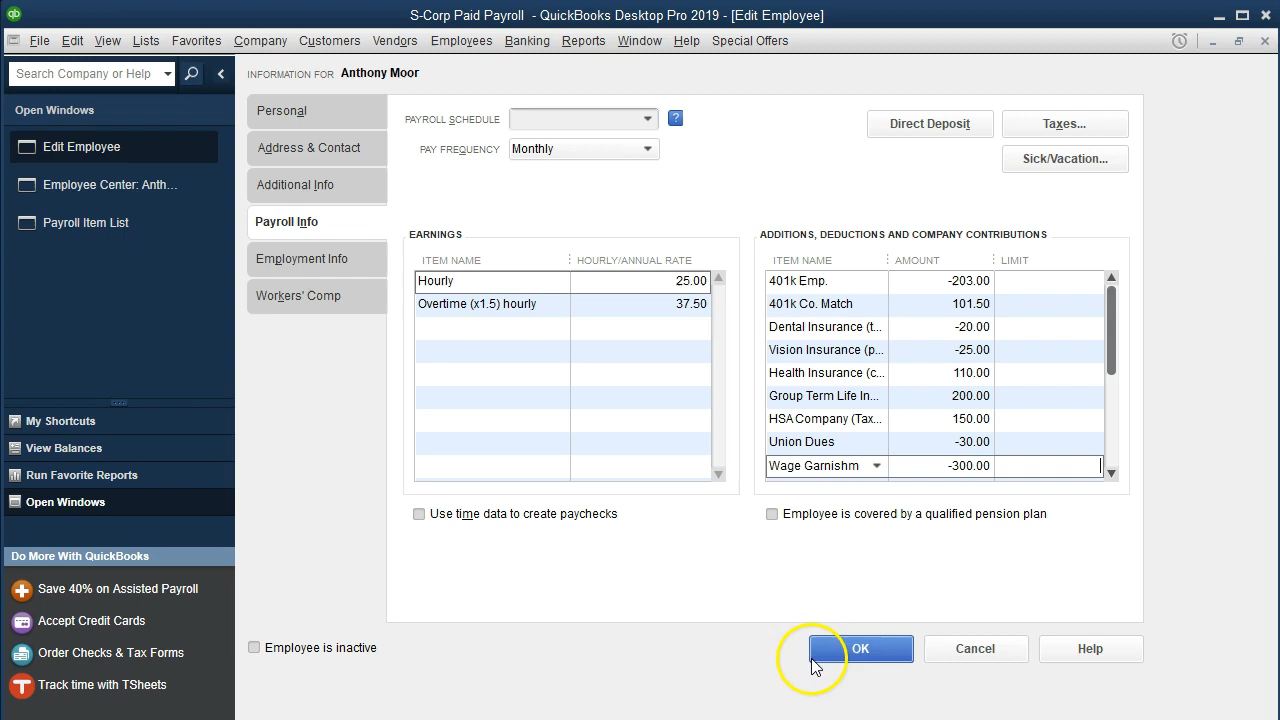 S-Corp Paid Payroll - QuickBooks Desktop Pro 2019 - [Edit Employee]
File Edit View Lists Favorites Company Customers Vendors Employees Banking Reports Window Help Special Offers
Search Company or Help
INFORMATION FOR Anthony Moor
Open Windows
Edit Employee
Employee Center: Anth...
Payroll Item List
My Shortcuts
View Balances
Run Favorite Reports
Open Windows
Do More With QuickBooks
Save 40% on Assisted Payroll
Accept Credit Cards
Order Checks & Tax Forms
Track time with TSheets
Personal
Address & Contact
Additional Info
Payroll Info
Employment Info
Workers' Comp
PAYROLL SCHEDULE ?
PAY FREQUENCY Monthly
Direct Deposit Taxes...
Sick/Vacation...
EARNINGS
ITEM NAME HOURLY/ANNUAL RATE
Hourly 25.00
Overtime (x1.5) hourly 37.50
Use time data to create paychecks
ADDITIONS, DEDUCTIONS AND COMPANY CONTRIBUTIONS
ITEM NAME AMOUNT LIMIT
401k Emp. -203.00
401k Co. Match 101.50
Dental Insurance (t... -20.00
Vision Insurance (p... -25.00
Health Insurance (c... 110.00
Group Term Life In... 200.00
HSA Company (Tax... 150.00
Union Dues -30.00
Wage Garnishm -300.00
Employee is covered by a qualified pension plan
Employee is inactive
OK Cancel Help